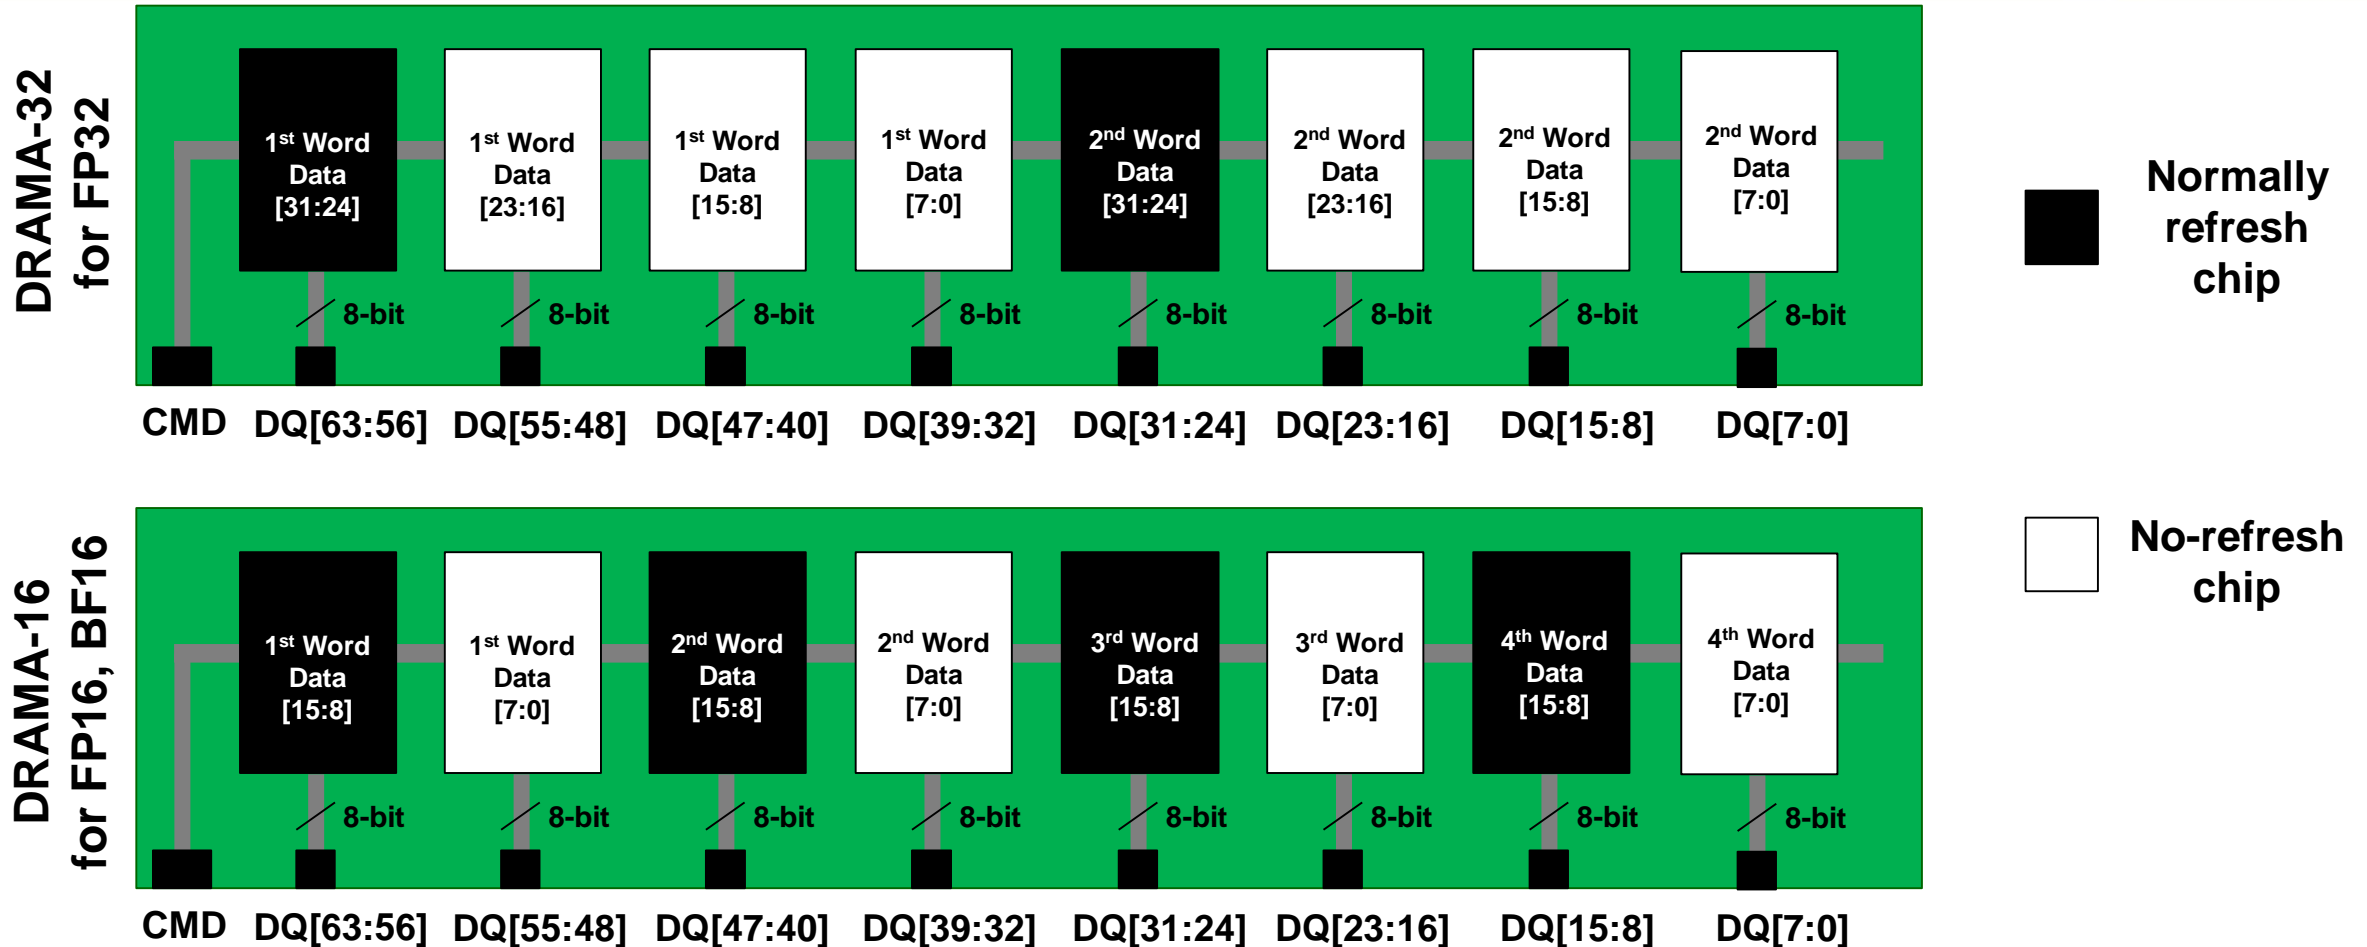 DRAMA-32
for FP32
1st Word
Data
[31:24]
1st Word
Data
[23:16]
1st Word
Data
[15:8]
1st Word
Data
[7:0]
2nd Word
Data
[31:24]
2nd Word
Data
[23:16]
2nd Word
Data
[15:8]
2nd Word
Data
[7:0]
8-bit
8-bit
8-bit
8-bit
8-bit
8-bit
8-bit
8-bit
CMD DQ[63:56] DQ[55:48] DQ[47:40] DQ[39:32] DQ[31:24] DQ[23:16] DQ[15:8] DQ[7:0]
Normally
refresh
chip
No-refresh
chip
DRAMA-16
for FP16, BF16
1st Word
Data
[15:8]
1st Word
Data
[7:0]
2nd Word
Data
[15:8]
2nd Word
Data
[7:0]
3rd Word
Data
[15:8]
3rd Word
Data
[7:0]
4th Word
Data
[15:8]
4th Word
Data
[7:0]
8-bit
8-bit
8-bit
8-bit
8-bit
8-bit
8-bit
8-bit
CMD DQ[63:56] DQ[55:48] DQ[47:40] DQ[39:32] DQ[31:24] DQ[23:16] DQ[15:8] DQ[7:0]